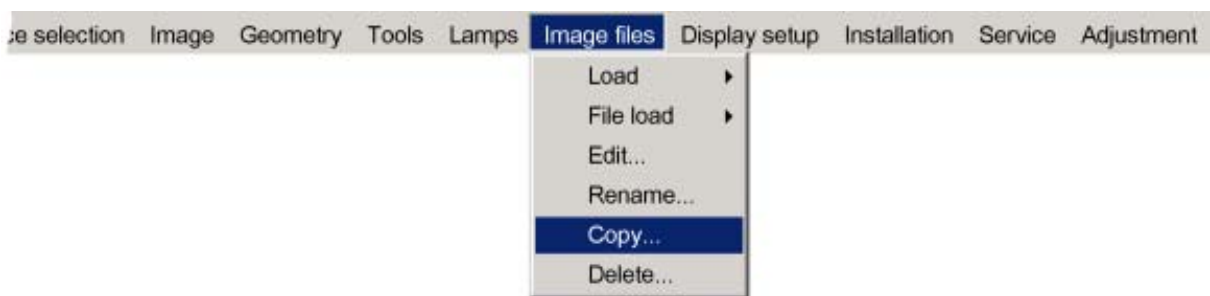 ce selection Image Geometry Tools Lamps Image files Display setup Installation Service Adjustment
Load
File load
Edit...
Rename...
Copy...
Delete...